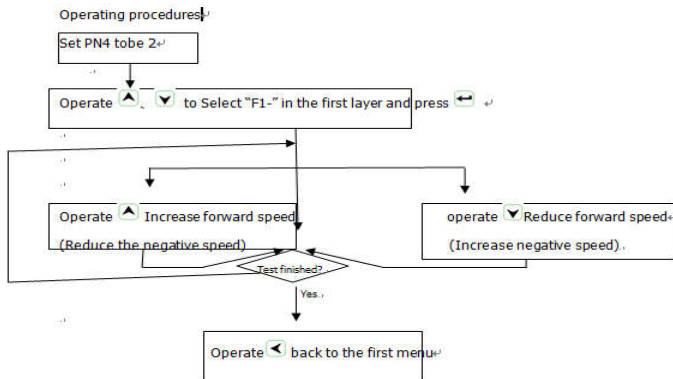 Operating procedures
Set PN4 tobe 2
Operate 、 to Select “F1-” in the first layer and press
Operate Increase forward speed
(Reduce the negative speed)
operate Reduce forward speed
(Increase negative speed).
Test finished?
Yes
Operate back to the first menu